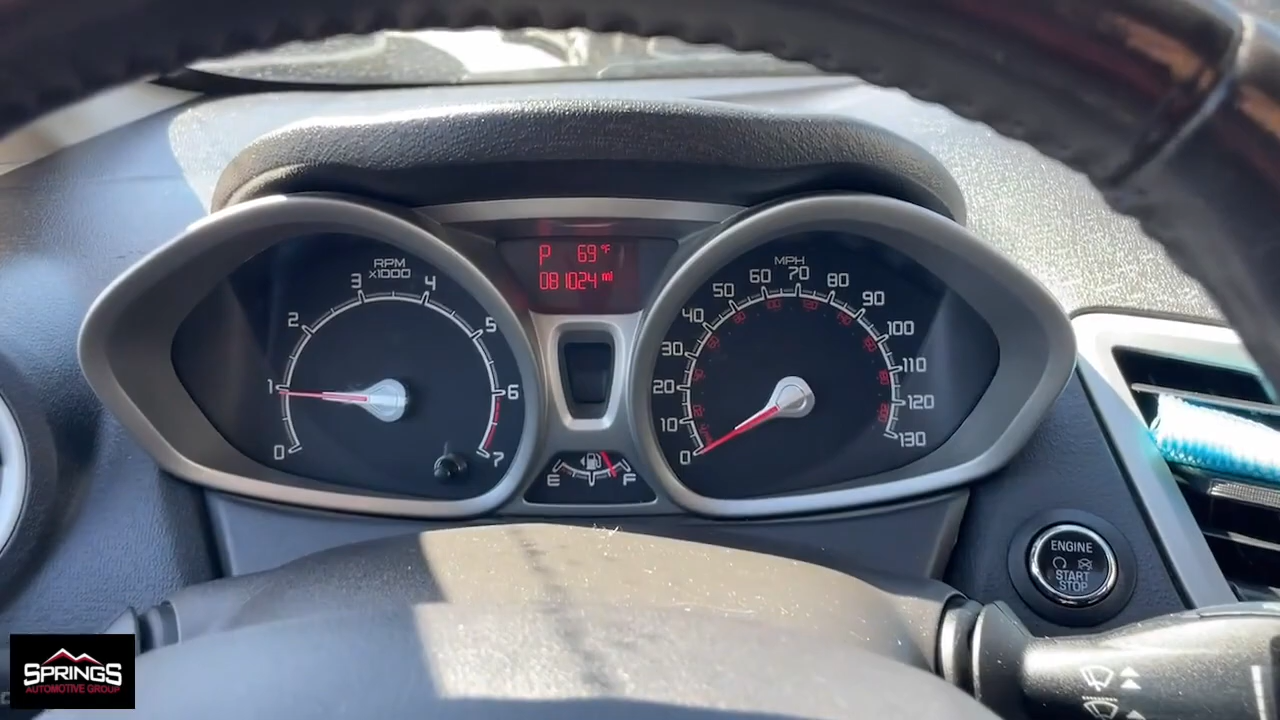 RPM
x1000
0
1
2
3
4
5
6
7
P 69°F
081024 mi
E F
MPH
0
10
20
30
40
50
60
70
80
90
100
110
120
130
ENGINE
START
STOP
SPRINGS
AUTOMOTIVE GROUP